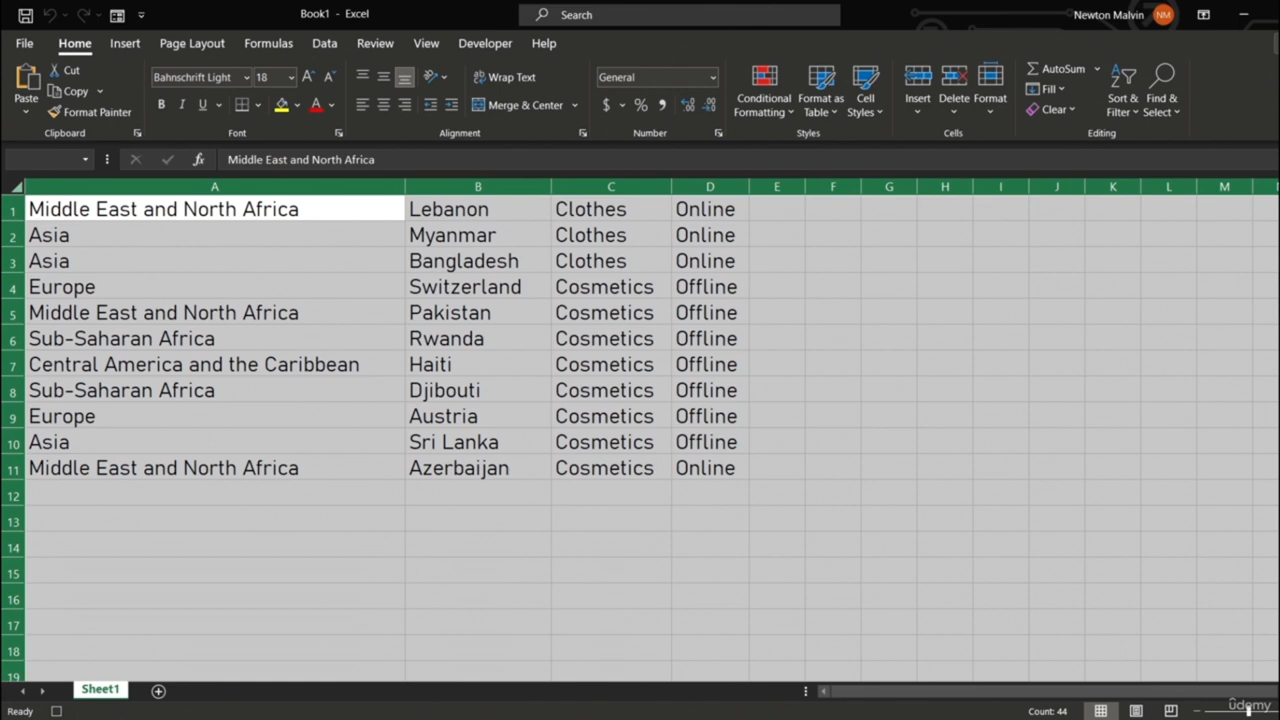 Book1 - Excel
Search
Newton Malvin NM
File Home Insert Page Layout Formulas Data Review View Developer Help
Paste
Cut
Copy
Format Painter
Clipboard
Bahnschrift Light 18
B I U
Font
Wrap Text
Merge & Center
Alignment
General
$ % ,
Number
Conditional Formatting
Format as Table
Cell Styles
Styles
Insert
Delete
Format
Cells
AutoSum
Fill
Clear
Sort & Filter
Find & Select
Editing
fx Middle East and North Africa
A B C D E F G H I J K L M
1 Middle East and North Africa Lebanon Clothes Online
2 Asia Myanmar Clothes Online
3 Asia Bangladesh Clothes Online
4 Europe Switzerland Cosmetics Offline
5 Middle East and North Africa Pakistan Cosmetics Offline
6 Sub-Saharan Africa Rwanda Cosmetics Offline
7 Central America and the Caribbean Haiti Cosmetics Offline
8 Sub-Saharan Africa Djibouti Cosmetics Offline
9 Europe Austria Cosmetics Offline
10 Asia Sri Lanka Cosmetics Offline
11 Middle East and North Africa Azerbaijan Cosmetics Online
12
13
14
15
16
17
18
19
Sheet1
Ready
Count: 44
ûdemy